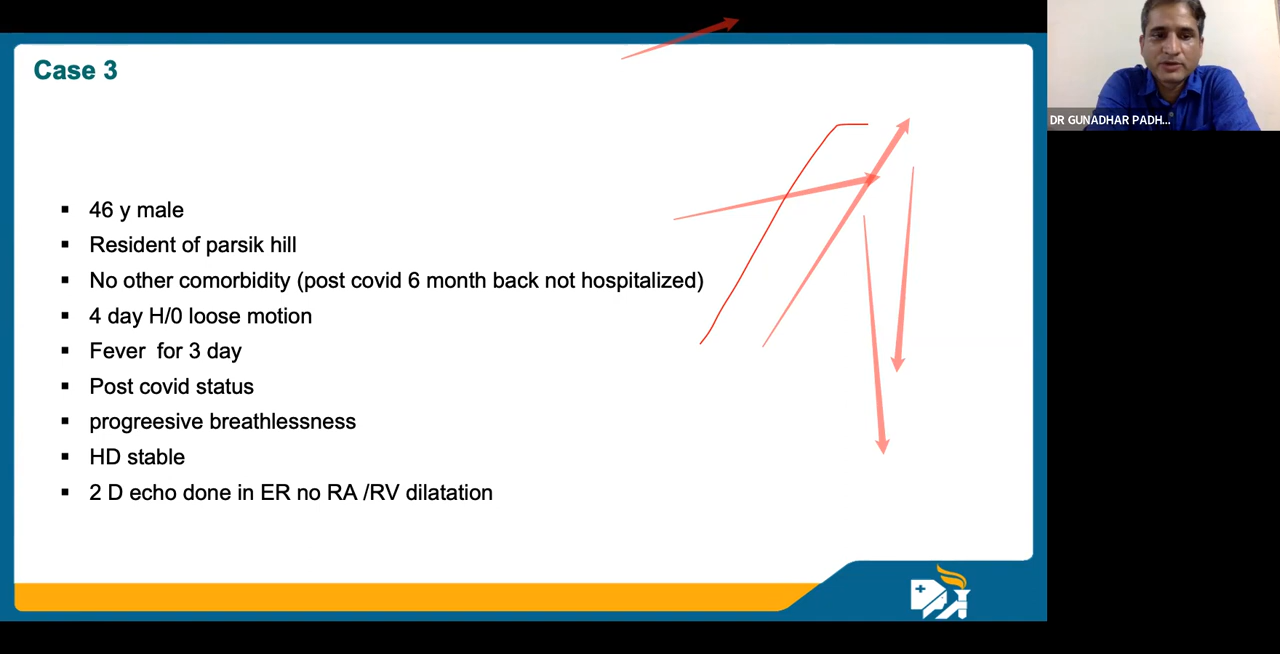 Case 3
DR GUNADHAR PADH...
▪ 46 y male
▪ Resident of parsik hill
▪ No other comorbidity (post covid 6 month back not hospitalized)
▪ 4 day H/0 loose motion
▪ Fever for 3 day
▪ Post covid status
▪ progreesive breathlessness
▪ HD stable
▪ 2 D echo done in ER no RA /RV dilatation